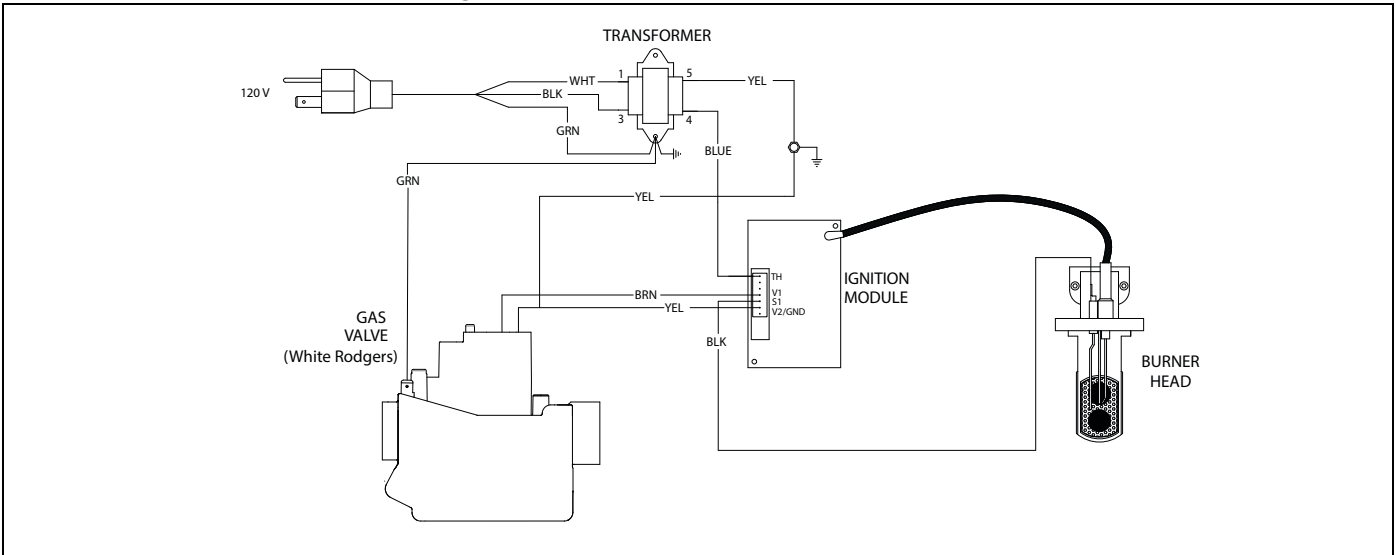 TRANSFORMER
120 V
WHT
BLK
GRN
1
3
5
4
YEL
BLUE
GRN
YEL
TH
V1
S1
V2/GND
IGNITION
MODULE
BRN
YEL
BLK
GAS
VALVE
(White Rodgers)
BURNER
HEAD